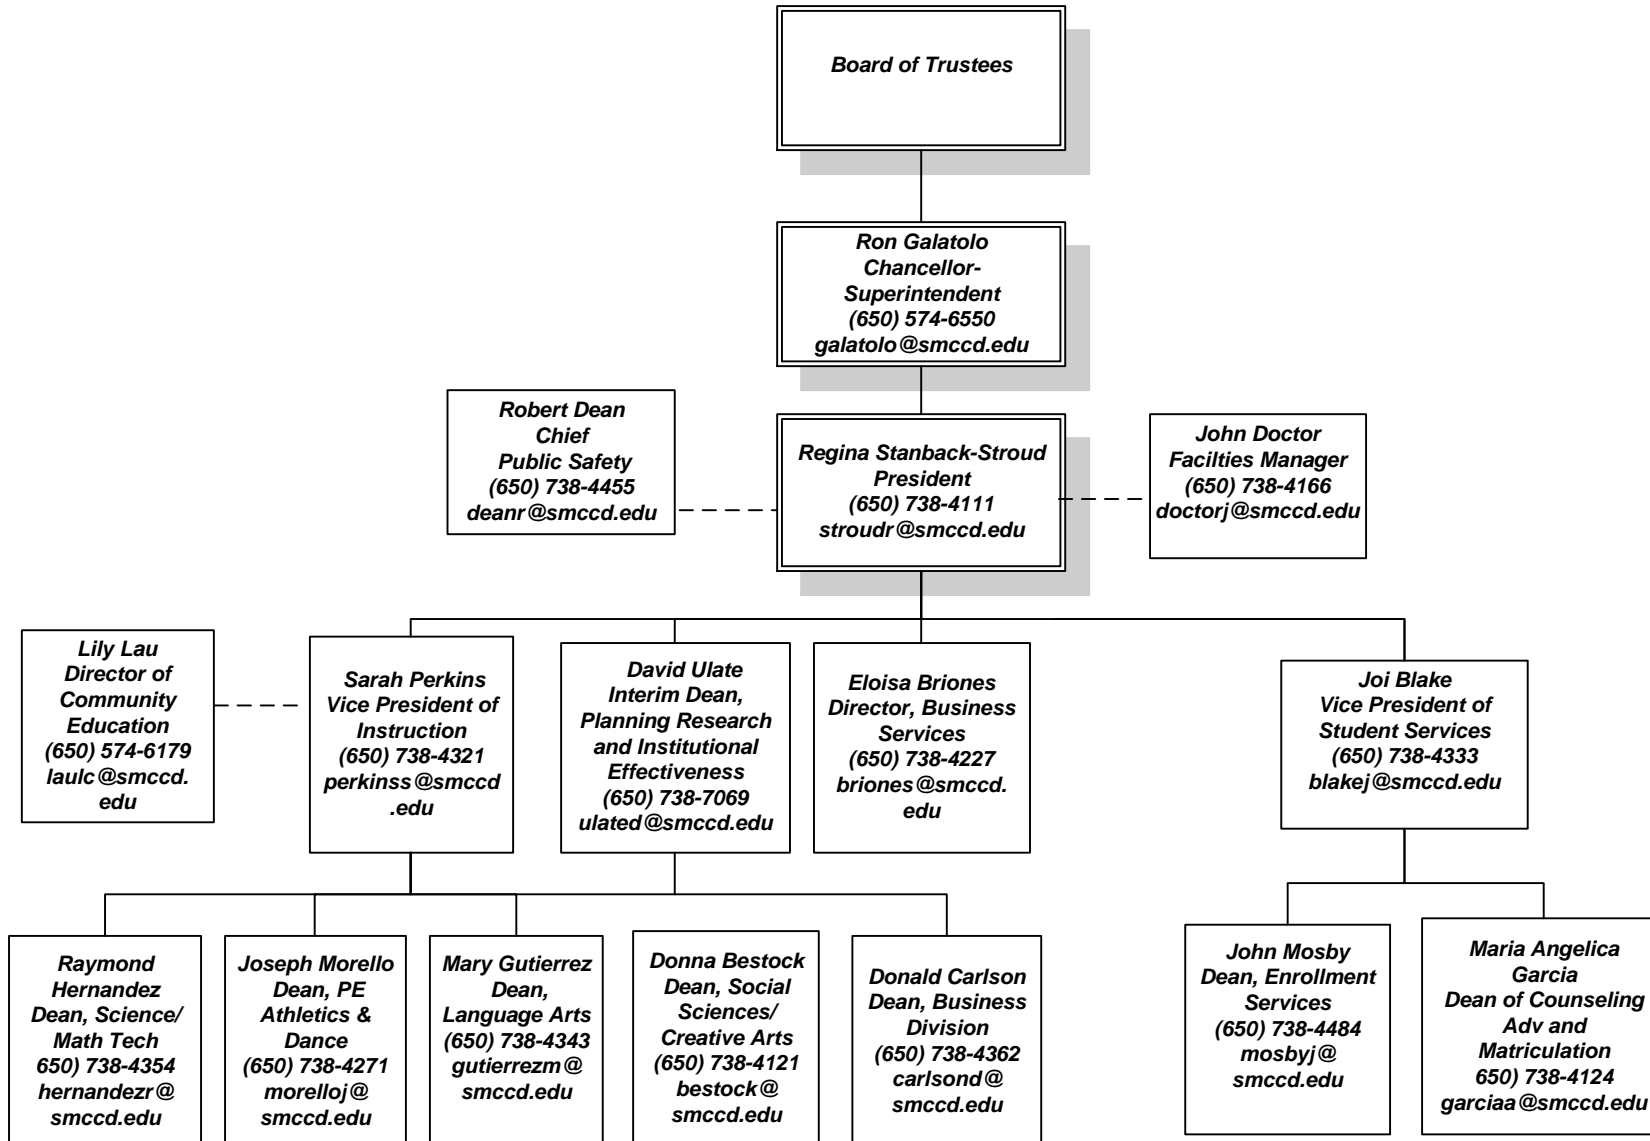 Board of Trustees
Ron Galatolo
Chancellor-
Superintendent
(650) 574-6550
galatolo@smccd.edu
Robert Dean
Chief
Public Safety
(650) 738-4455
deanr@smccd.edu
Regina Stanback-Stroud
President
(650) 738-4111
stroudr@smccd.edu
John Doctor
Facilties Manager
(650) 738-4166
doctorj@smccd.edu
Lily Lau
Director of
Community
Education
(650) 574-6179
laulc@smccd.
edu
Sarah Perkins
Vice President of
Instruction
(650) 738-4321
perkinss@smccd
.edu
David Ulate
Interim Dean,
Planning Research
and Institutional
Effectiveness
(650) 738-7069
ulated@smccd.edu
Eloisa Briones
Director, Business
Services
(650) 738-4227
briones@smccd.
edu
Joi Blake
Vice President of
Student Services
(650) 738-4333
blakej@smccd.edu
Raymond
Hernandez
Dean, Science/
Math Tech
650) 738-4354
hernandezr@
smccd.edu
Joseph Morello
Dean, PE
Athletics &
Dance
(650) 738-4271
morelloj@
smccd.edu
Mary Gutierrez
Dean,
Language Arts
(650) 738-4343
gutierrezm@
smccd.edu
Donna Bestock
Dean, Social
Sciences/
Creative Arts
(650) 738-4121
bestock@
smccd.edu
Donald Carlson
Dean, Business
Division
(650) 738-4362
carlsond@
smccd.edu
John Mosby
Dean, Enrollment
Services
(650) 738-4484
mosbyj@
smccd.edu
Maria Angelica
Garcia
Dean of Counseling
Adv and
Matriculation
650) 738-4124
garciaa@smccd.edu